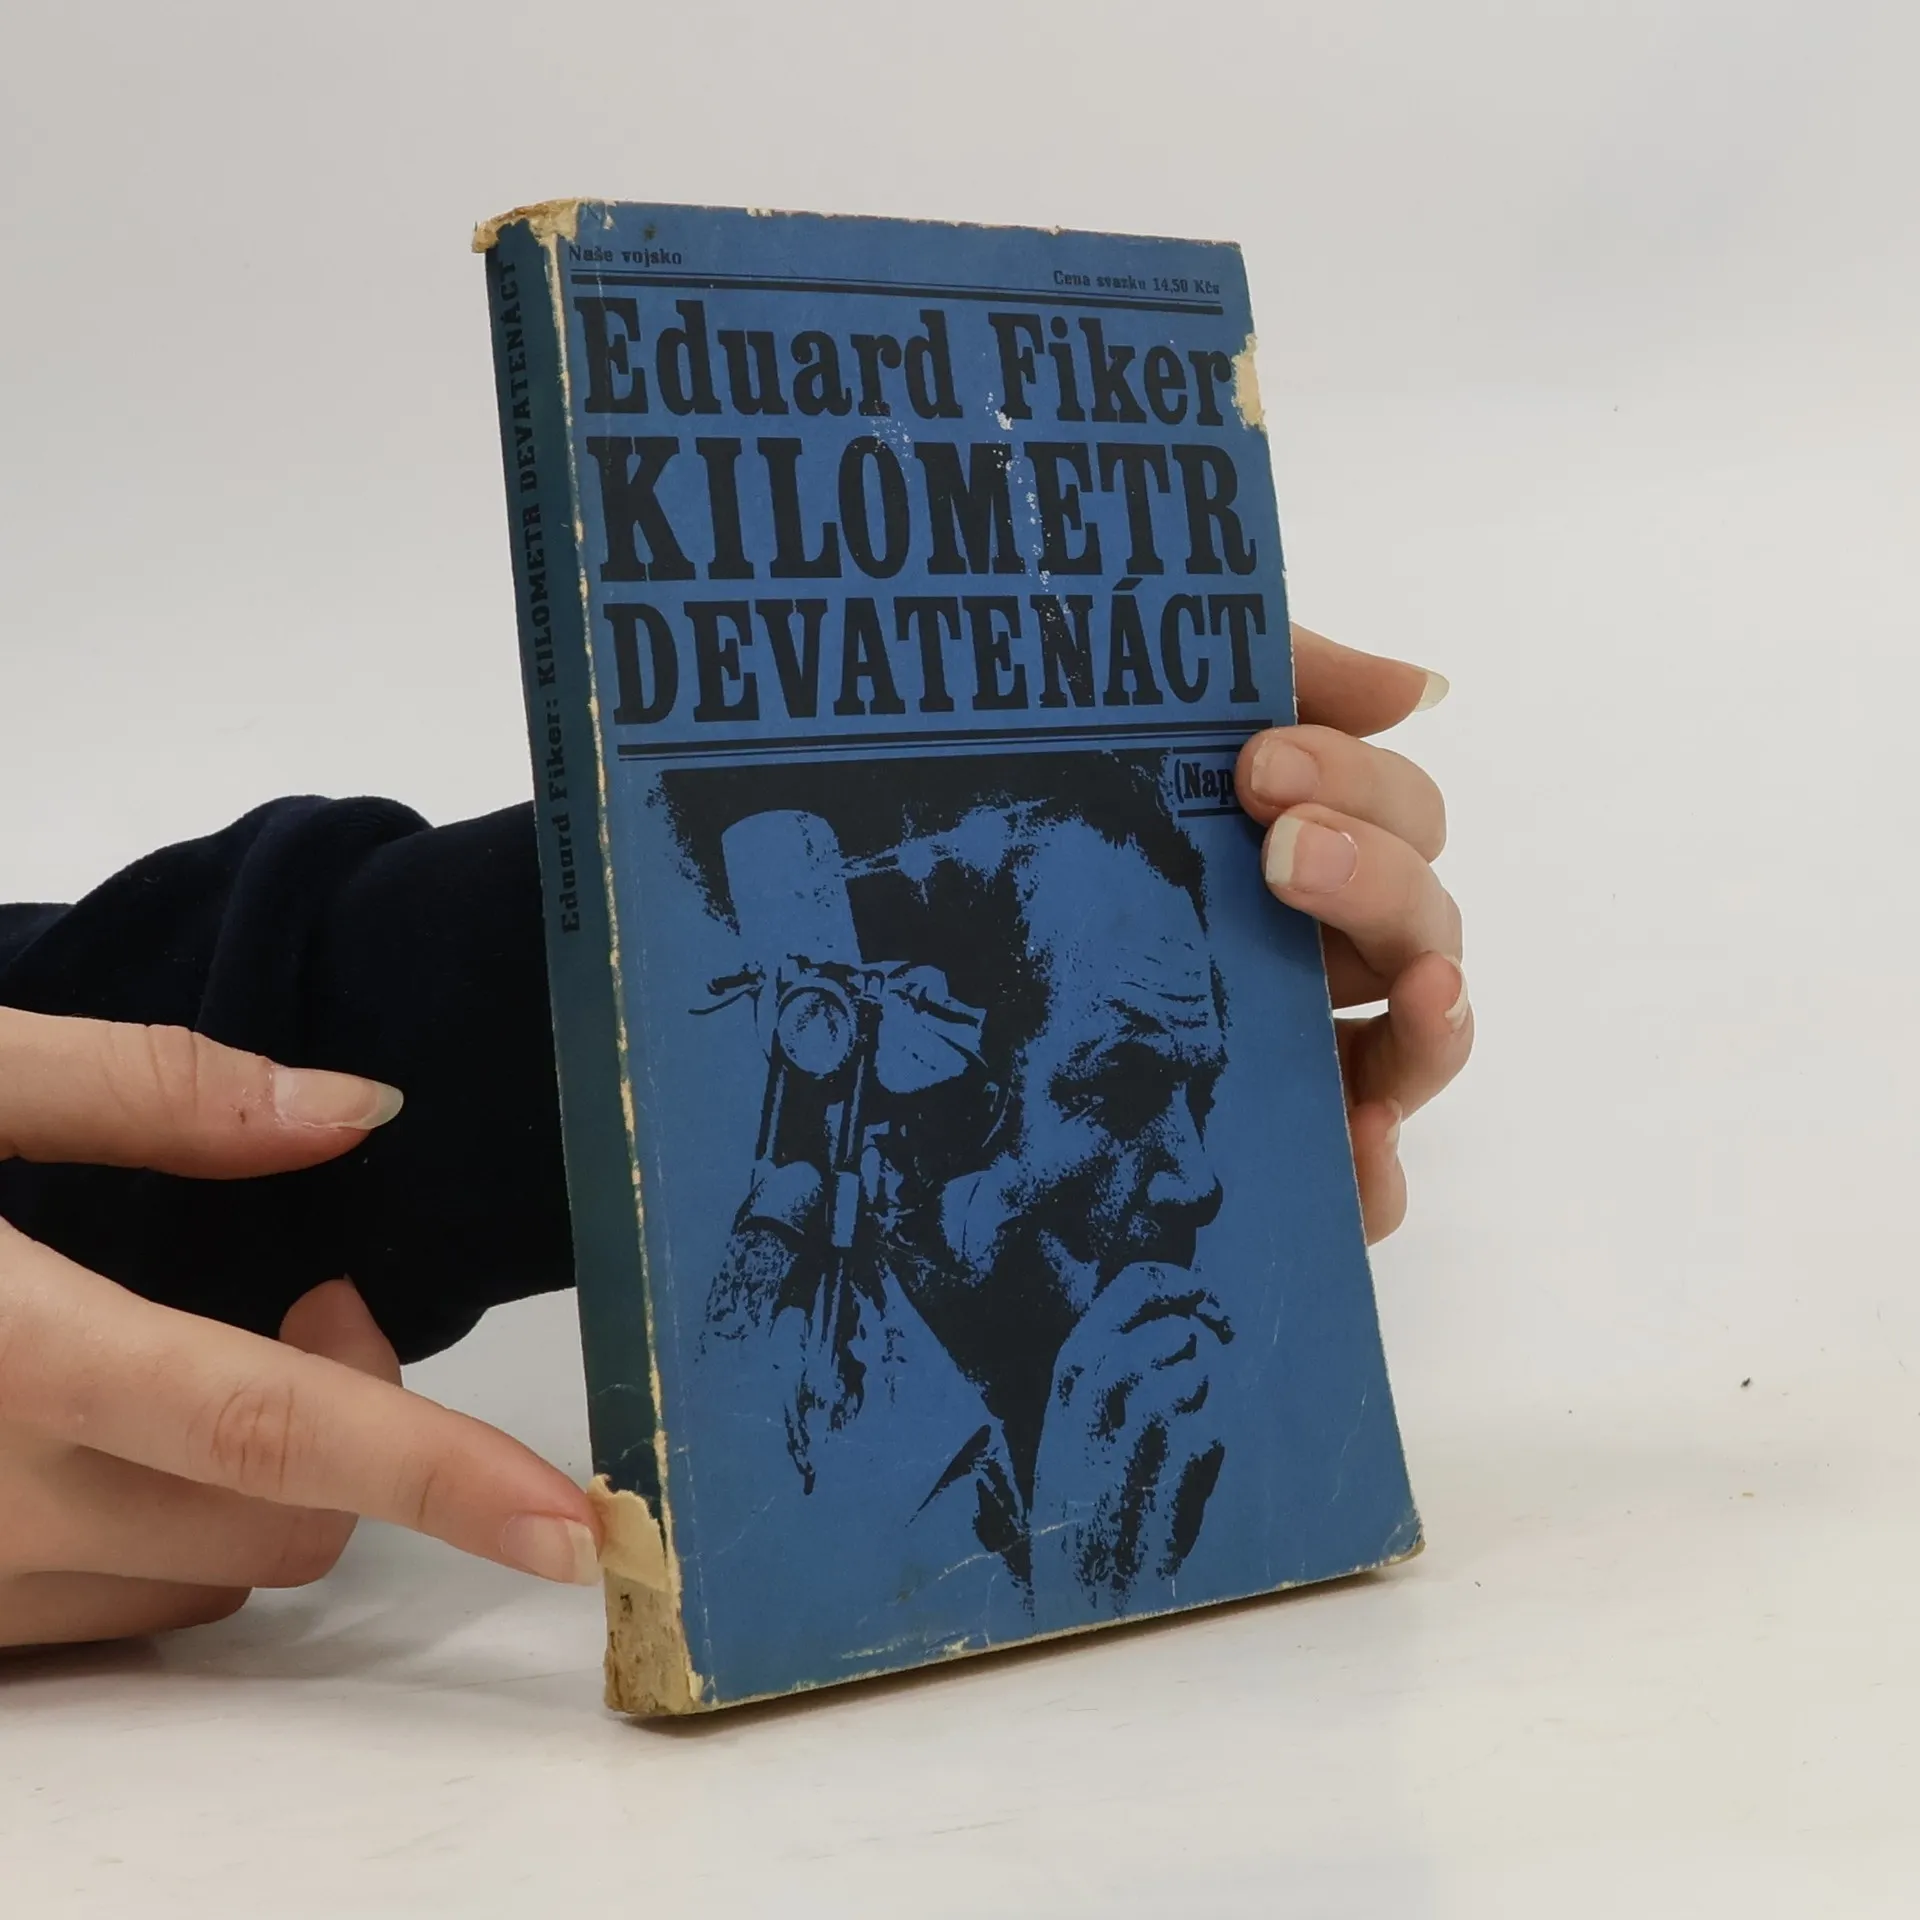 Naše vojsko
Cena svazku 14,50 Kčs
Eduard Fiker
KILOMETR
DEVATENÁCT
(Nap
Eduard Fiker: KILOMETR DEVATENÁCT